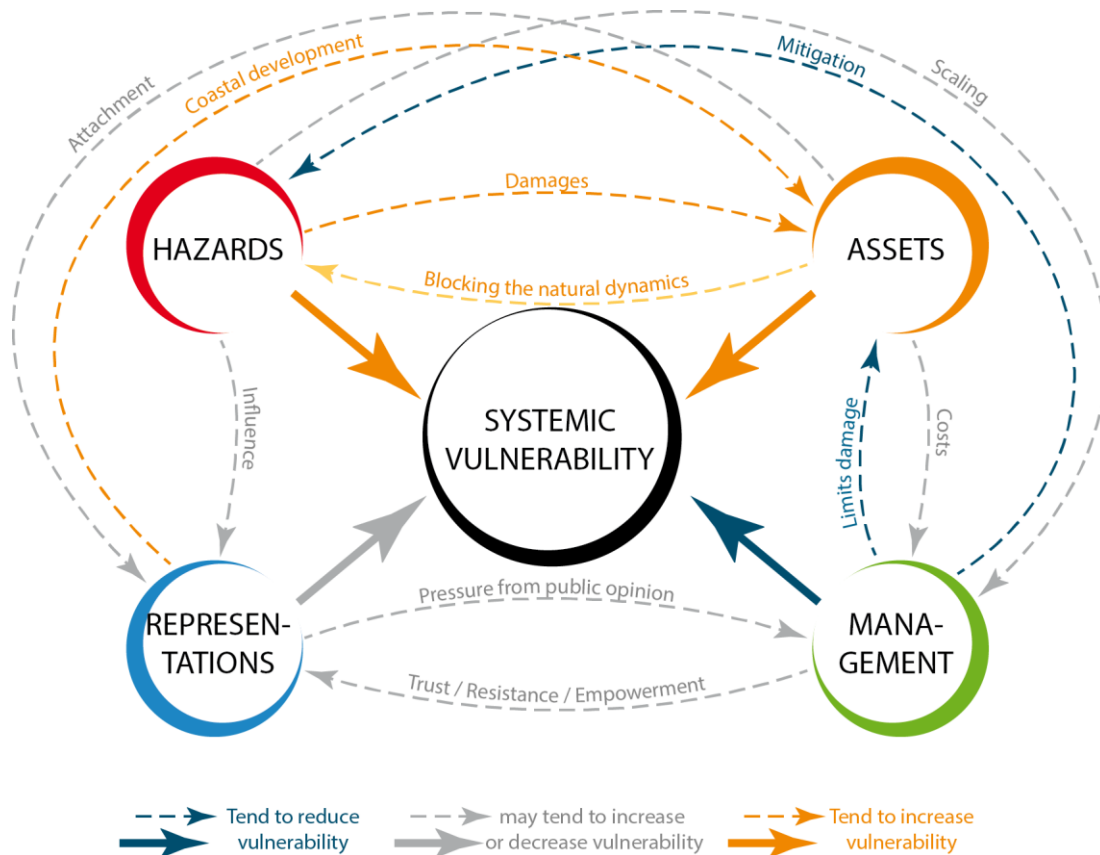 Attachment
Coastal development
Mitigation
Scaling
Damages
HAZARDS
ASSETS
Blocking the natural dynamics
Influence
SYSTEMIC
VULNERABILITY
Limits damage
Costs
Pressure from public opinion
REPRESEN-
TATIONS
MANA-
GEMENT
Trust / Resistance / Empowerment
Tend to reduce
vulnerability
may tend to increase
or decrease vulnerability
Tend to increase
vulnerability